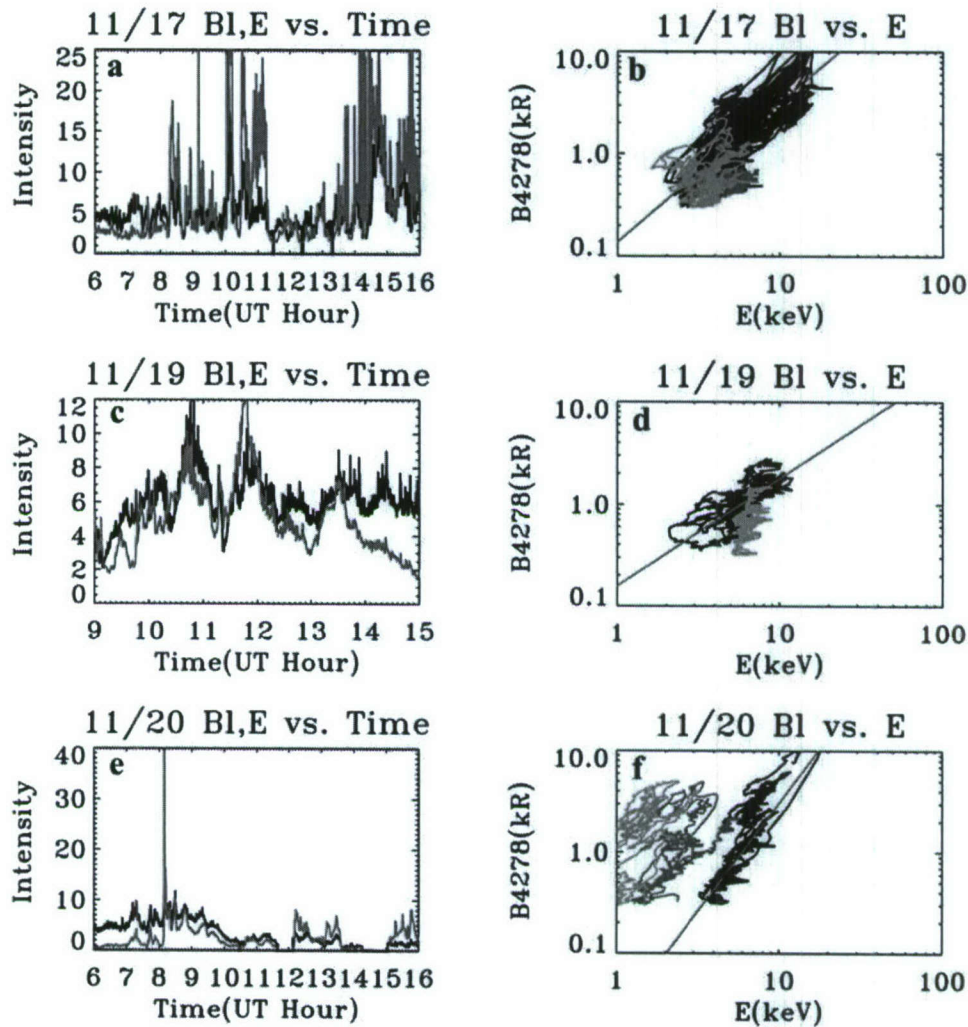 11/17 Bl,E vs. Time
a
Intensity
25
20
15
10
5
0
6 7 8 9 10 11 12 13 14 15 16
Time(UT Hour)
11/17 Bl vs. E
b
B4278(kR)
10.0
1.0
0.1
1 10 100
E(keV)
11/19 Bl,E vs. Time
c
Intensity
12
10
8
6
4
2
0
9 10 11 12 13 14 15
Time(UT Hour)
11/19 Bl vs. E
d
B4278(kR)
10.0
1.0
0.1
1 10 100
E(keV)
11/20 Bl,E vs. Time
e
Intensity
40
30
20
10
0
6 7 8 9 10 11 12 13 14 15 16
Time(UT Hour)
11/20 Bl vs. E
f
B4278(kR)
10.0
1.0
0.1
1 10 100
E(keV)